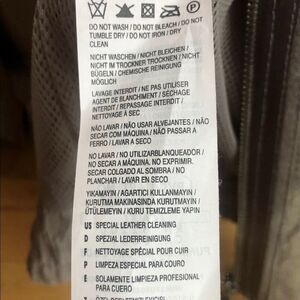 DO NOT WASH / DO NOT BLEACH / DO NOT
TUMBLE DRY / DO NOT IRON / DRY
CLEAN
NICHT WASCHEN / NICHT BLEICHEN /
NICHT IM TROCKNER TROCKNEN / NICHT
BÜGELN / CHEMISCHE REINIGUNG
MÖGLICH
LAVAGE INTERDIT / NE PAS UTILISER
AGENT DE BLANCHIMENT / SÉCHAGE
INTERDIT / REPASSAGE INTERDIT /
NETTOYAGE À SEC
NÃO LAVAR / NÃO USAR ALVEJANTES / NÃO
SECAR COM MÁQUINA / NÃO PASSAR A
FERRO / LAVAR A SECO
NO LAVAR / NO UTILIZARBLANQUEADOR /
NO SECAR A MÁQUINA. NO EXPRIMIR.
SECAR COLGADO AL SOMBRA / NO
PLANCHAR / LAVAR EN SECO
YIKAMAYIN / AGARTICI KULLANMAYIN /
KURUTMA MAKINASINDA KURUTMAYIN /
ÜTÜLEMEYIN / KURU TEMIZLEME YAPIN
US SPECIAL LEATHER CLEANING
D SPEZIAL LEDERREINIGUNG
F NETTOYAGE SPÉCIAL POUR CUIR
P LIMPEZA ESPECIAL PARA COURO
E SOLAMENTE LIMPIEZA PROFESIONAL
PARA CUERO